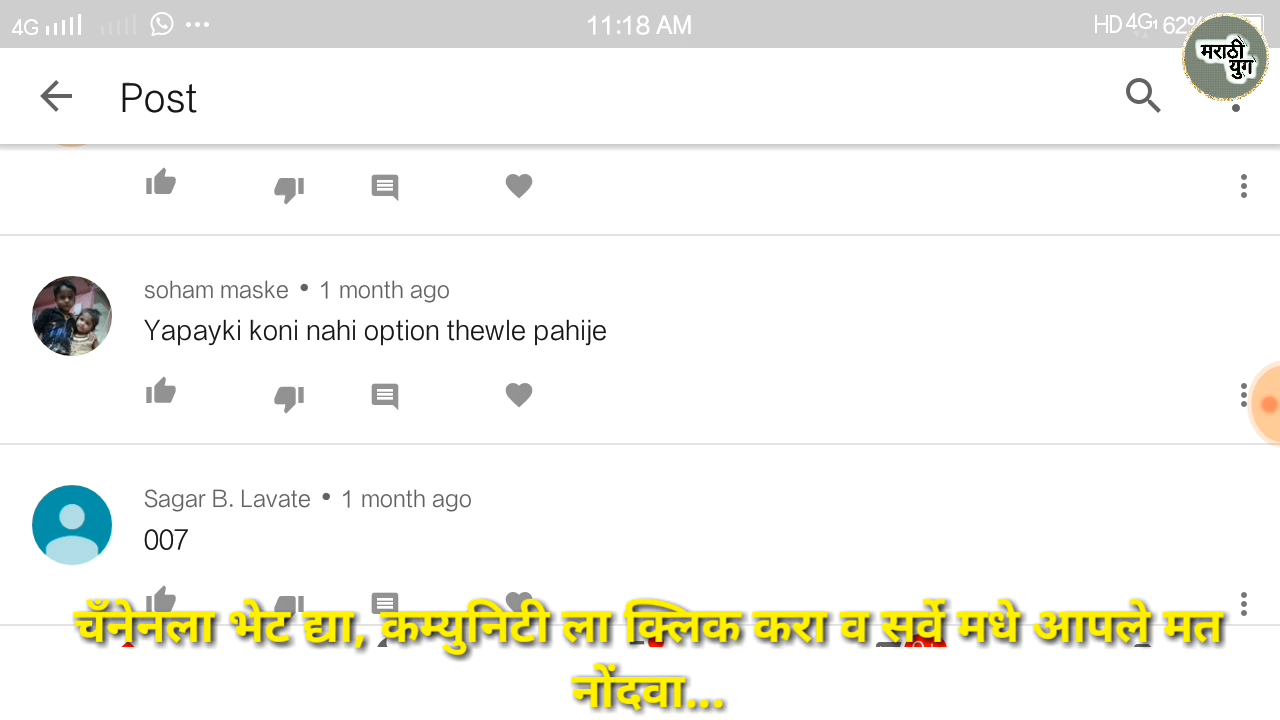 4G 11:18 AM HD 4G 62%
मराठी
युग
Post
soham maske • 1 month ago
Yapayki koni nahi option thewle pahije
Sagar B. Lavate • 1 month ago
007
चॅनेनला भेट द्या, कम्युनिटी ला क्लिक करा व सर्वे मधे आपले मत
नोंदवा...